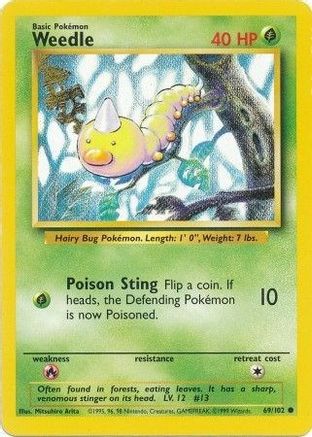 Basic Pokémon
Weedle 40 HP
Hairy Bug Pokémon. Length: 1' 0", Weight: 7 lbs.
Poison Sting Flip a coin. If
heads, the Defending Pokémon
is now Poisoned.
10
weakness resistance retreat cost
Often found in forests, eating leaves. It has a sharp,
venomous stinger on its head. LV. 12 #13
Illus. Mitsuhiro Arita ©1995, 96, 98 Nintendo, Creatures, GAMEFREAK. ©1999 Wizards. 69/102